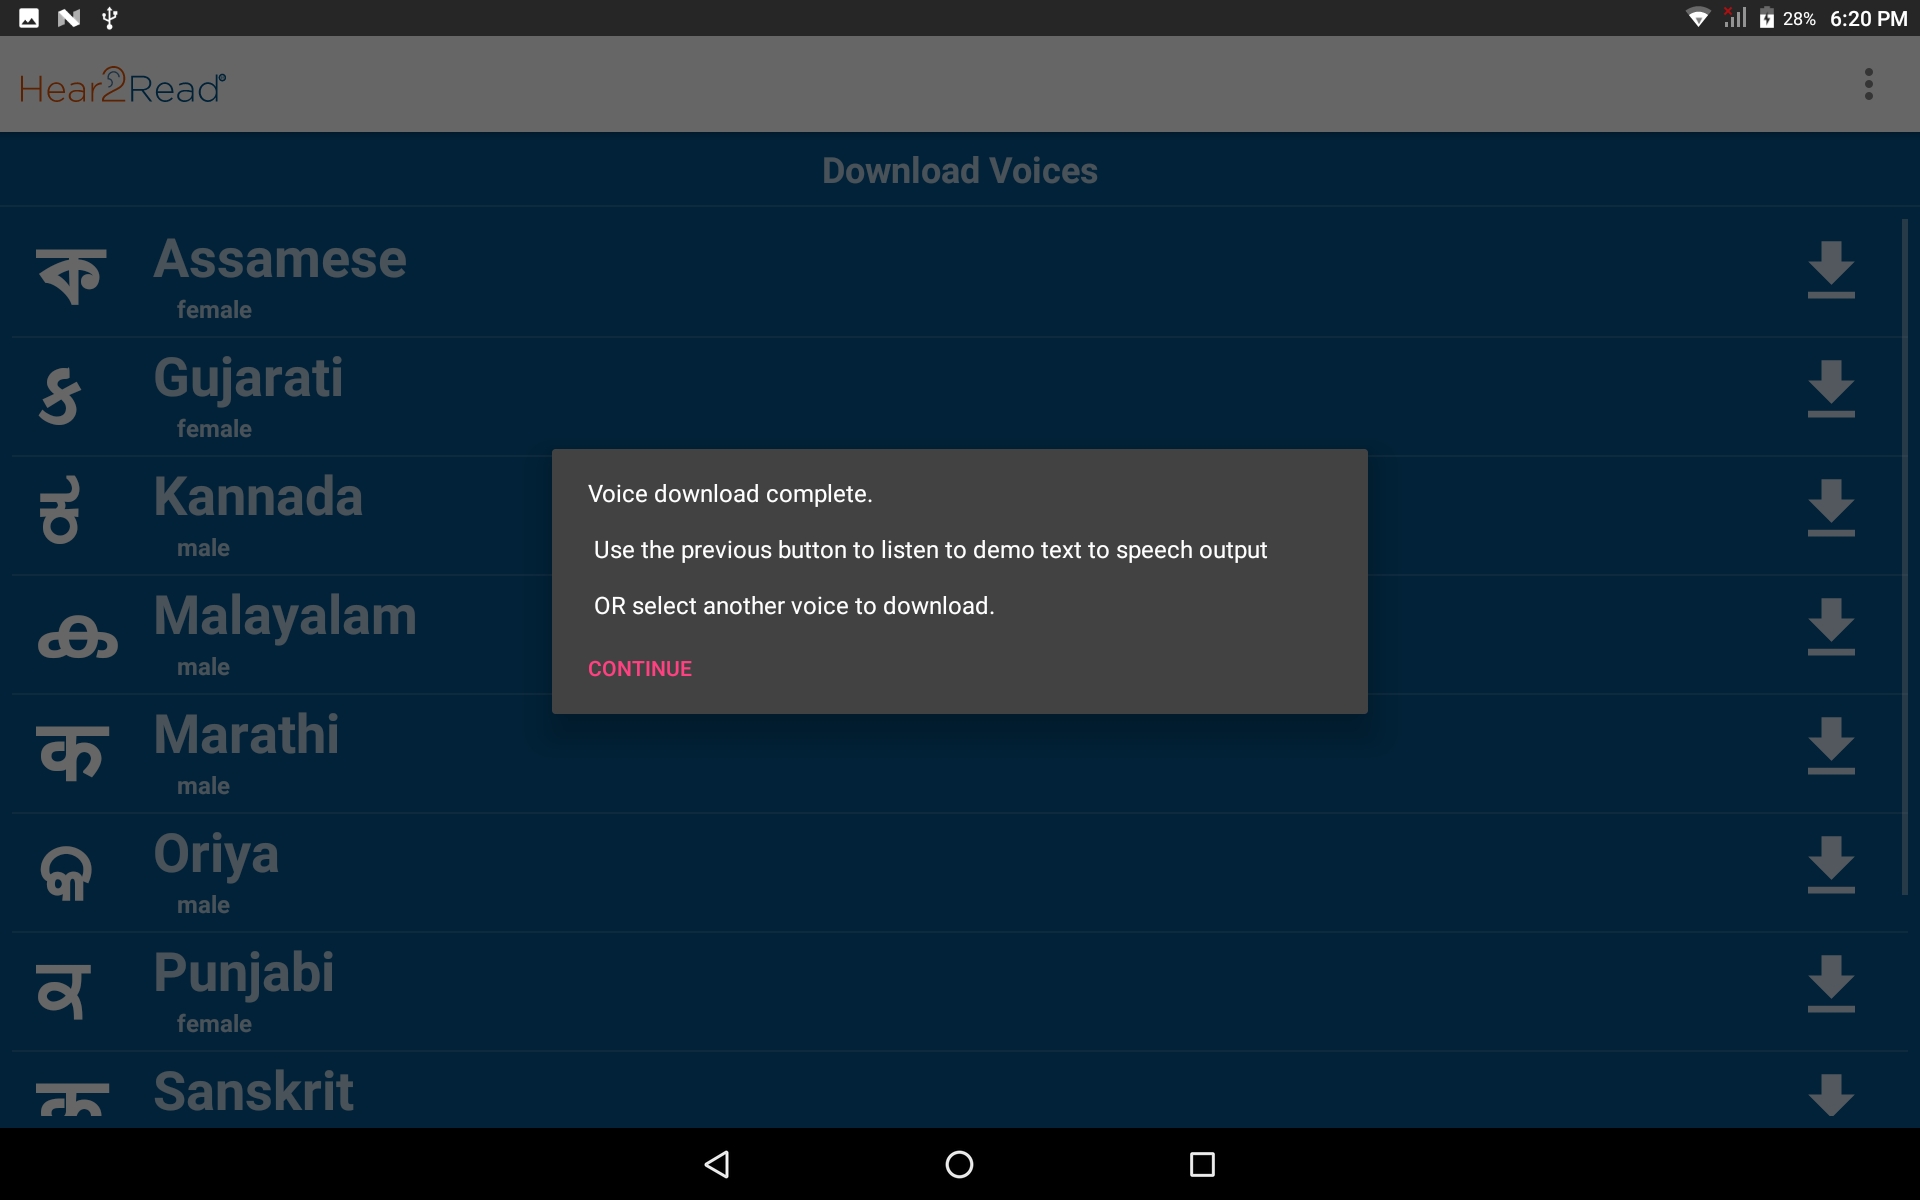 28% 6:20 PM
Hear2Read
Download Voices
ক Assamese
female
ક Gujarati
female
ಕ Kannada
male
ക Malayalam
male
क Marathi
male
କ Oriya
male
ਕ Punjabi
female
क Sanskrit
Voice download complete.
Use the previous button to listen to demo text to speech output
OR select another voice to download.
CONTINUE